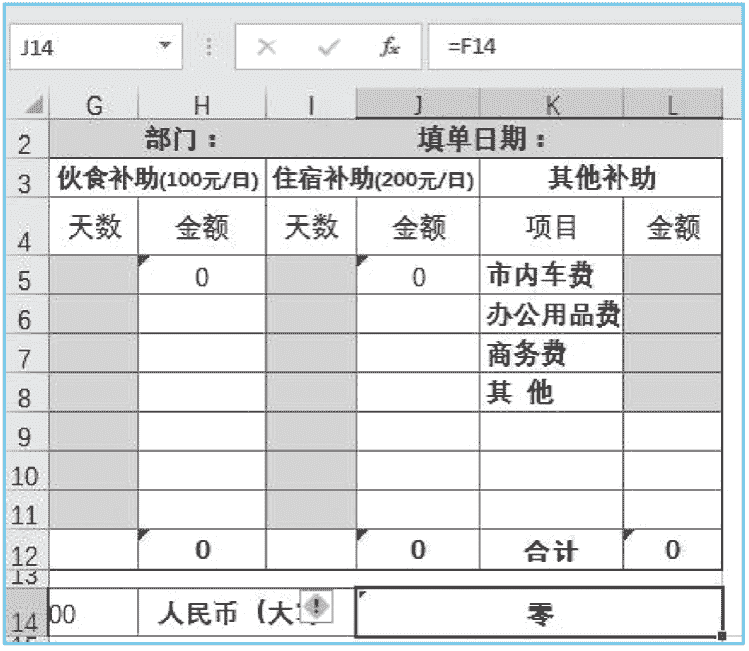 J14 fx =F14
G H I J K L
2 部门： 填单日期：
3 伙食补助(100元/日) 住宿补助(200元/日) 其他补助
4 天数 金额 天数 金额 项目 金额
5 0 0 市内车费
6 办公用品费
7 商务费
8 其 他
9
10
11
12 0 0 合计 0
13
14 00 人民币（大 零
15